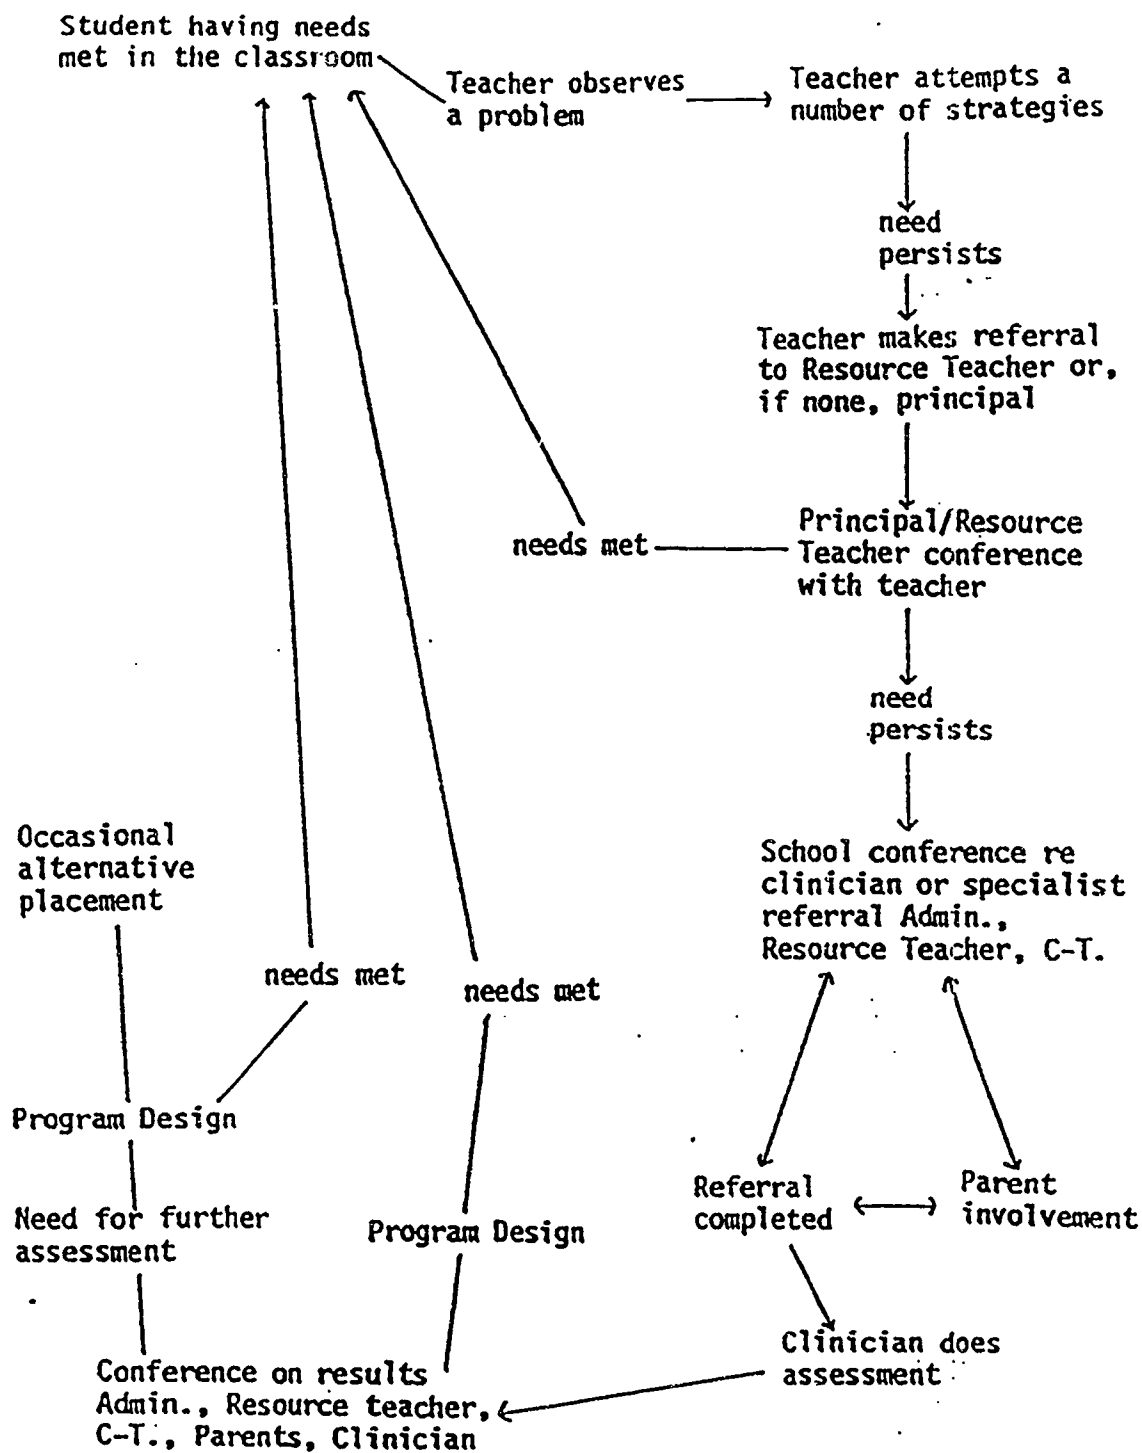 Student having needs
met in the classroom
Teacher observes
a problem
Teacher attempts a
number of strategies
need
persists
Teacher makes referral
to Resource Teacher or,
if none, principal
Principal/Resource
Teacher conference
with teacher
needs met
need
persists
School conference re
clinician or specialist
referral Admin.,
Resource Teacher, C-T.
Occasional
alternative
placement
needs met
needs met
Program Design
Referral
completed
Parent
involvement
Need for further
assessment
Program Design
Clinician does
assessment
Conference on results
Admin., Resource teacher,
C-T., Parents, Clinician